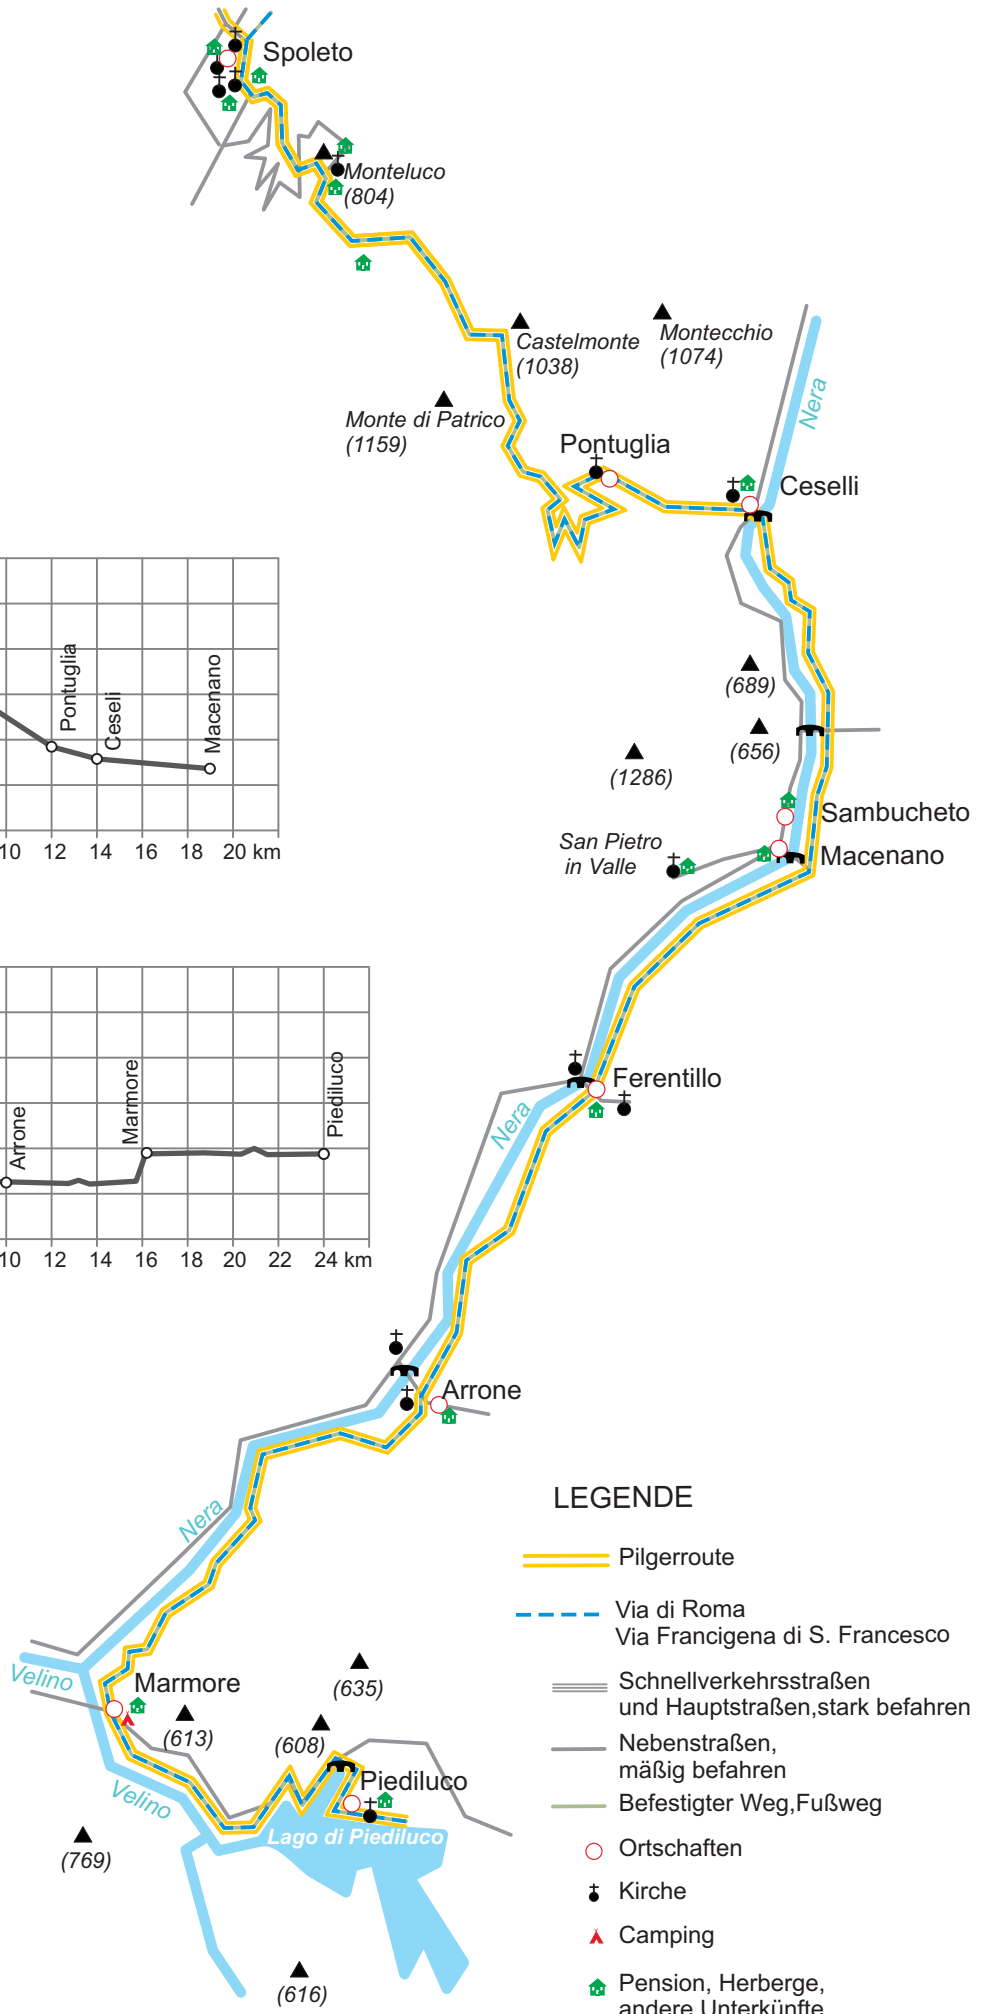 Spoleto
Monteluco
(804)
Castelmonte
(1038)
Montecchio
(1074)
Nera
Monte di Patrico
(1159)
Pontuglia
Ceselli
Pontuglia
Ceseli
Macenano
10 12 14 16 18 20 km
(689)
(656)
(1286)
Sambucheto
San Pietro
in Valle
Macenano
Ferentillo
Nera
Arrone
Marmore
Piediluco
10 12 14 16 18 20 22 24 km
Arrone
Nera
Velino
Marmore
(635)
(613)
(608)
Piediluco
Velino
Lago di Piediluco
(769)
(616)
LEGENDE
Pilgerroute
Via di Roma
Via Francigena di S. Francesco
Schnellverkehrsstraßen
und Hauptstraßen,stark befahren
Nebenstraßen,
mäßig befahren
Befestigter Weg,Fußweg
Ortschaften
Kirche
Camping
Pension, Herberge,
andere Unterkünfte